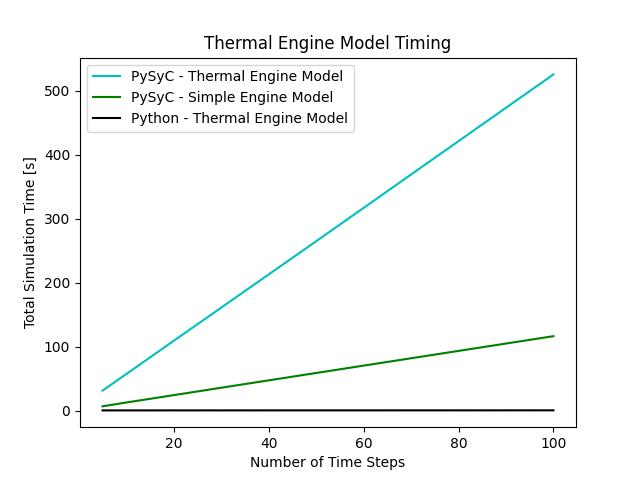 Thermal Engine Model Timing
PySyC - Thermal Engine Model
PySyC - Simple Engine Model
Python - Thermal Engine Model
Total Simulation Time [s]
500
400
300
200
100
0
20 40 60 80 100
Number of Time Steps